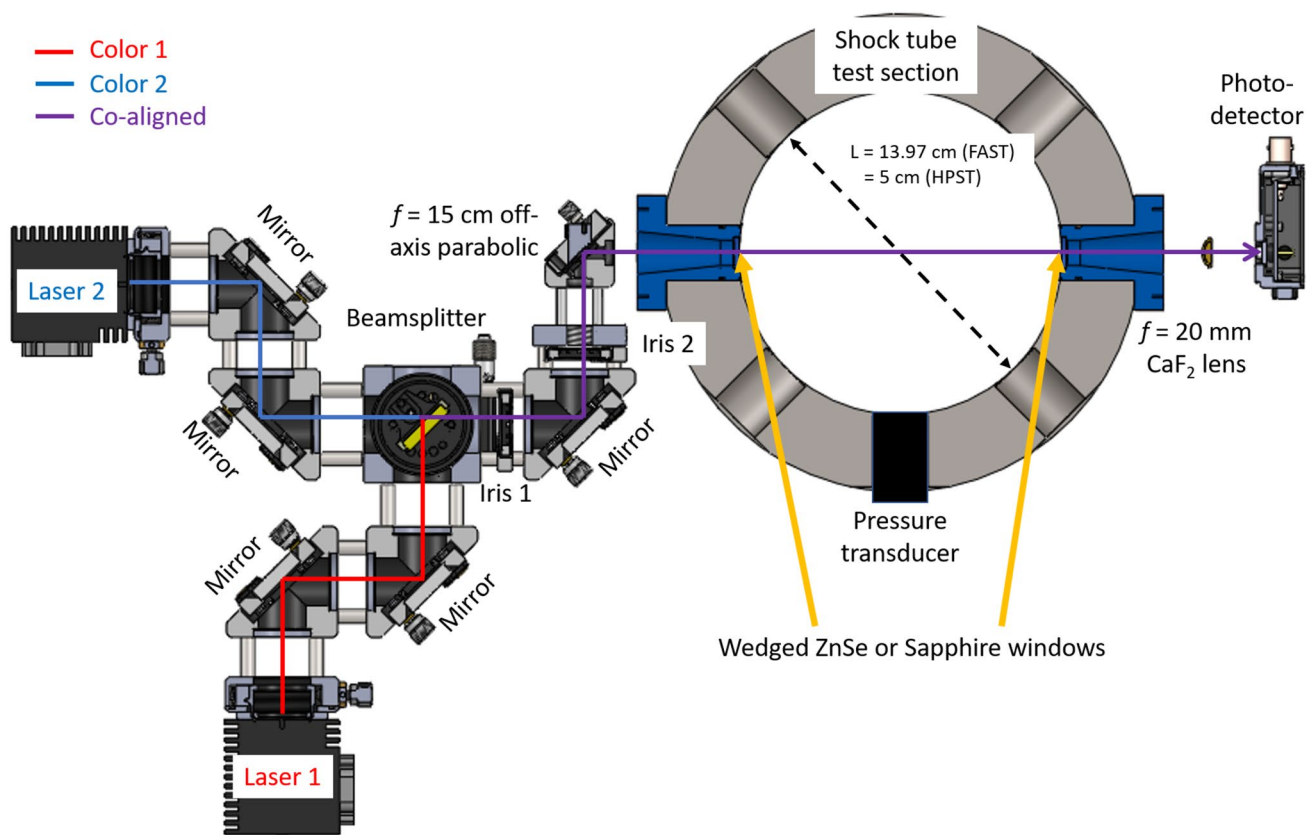 Color 1
Color 2
Co-aligned
Shock tube
test section
Photo-
detector
L = 13.97 cm (FAST)
= 5 cm (HPST)
f = 15 cm off-
axis parabolic
Mirror
Laser 2
Beamsplitter
Iris 2
f = 20 mm
CaF₂ lens
Mirror
Iris 1
Mirror
Pressure
transducer
Mirror
Mirror
Wedged ZnSe or Sapphire windows
Laser 1